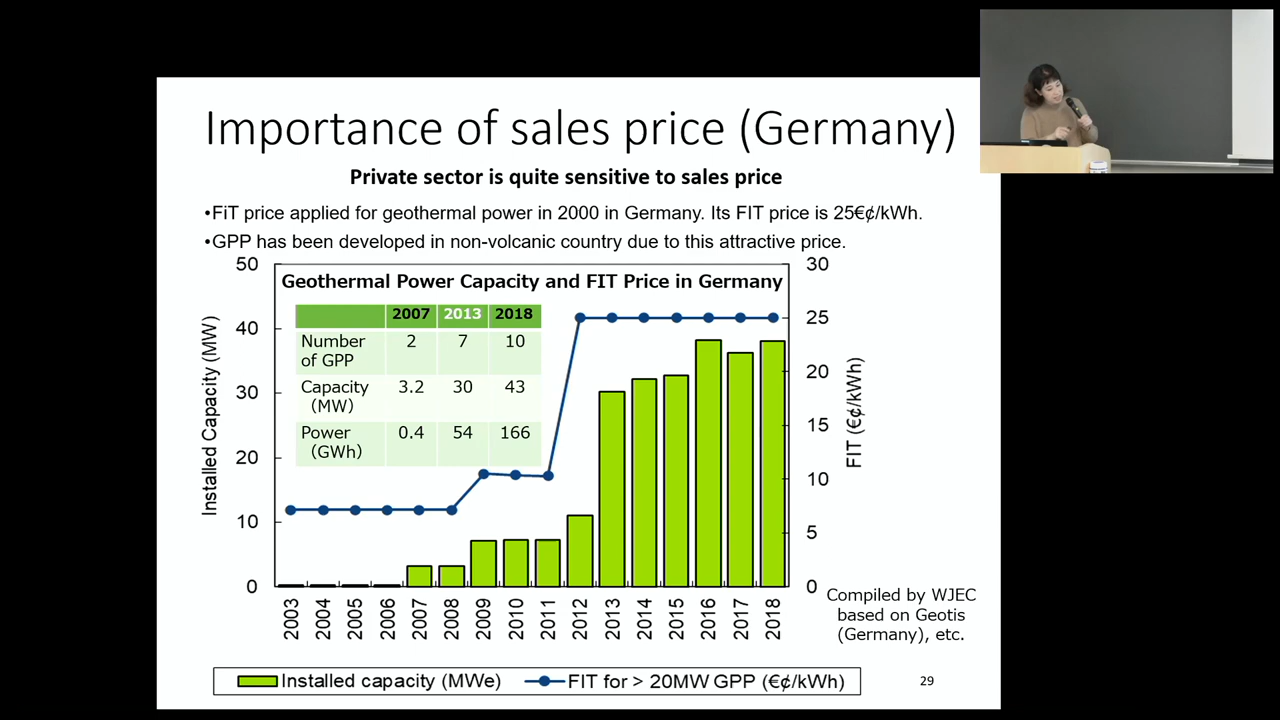 Importance of sales price (Germany)
Private sector is quite sensitive to sales price
•FiT price applied for geothermal power in 2000 in Germany. Its FIT price is 25€¢/kWh.
•GPP has been developed in non-volcanic country due to this attractive price.
Geothermal Power Capacity and FIT Price in Germany
2007 2013 2018
Number of GPP 2 7 10
Capacity (MW) 3.2 30 43
Power (GWh) 0.4 54 166
Installed Capacity (MW)
50
40
30
20
10
0
30
25
20
15
10
5
0
FIT (€¢/kWh)
2003 2004 2005 2006 2007 2008 2009 2010 2011 2012 2013 2014 2015 2016 2017 2018
Compiled by WJEC
based on Geotis
(Germany), etc.
Installed capacity (MWe) FIT for > 20MW GPP (€¢/kWh)
29